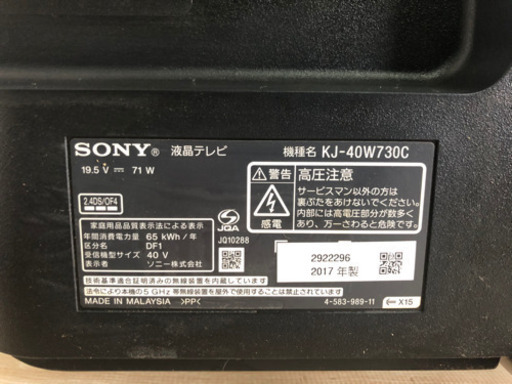 SONY® 液晶テレビ 機種名 KJ-40W730C
19.5 V ⎓ 71 W
2.4DS/OF4
家庭用品品質表示法による表示
年間消費電力量 65 kWh / 年
区分名 DF1
受信機型サイズ 40 V
表示者 ソニー株式会社
JQA
JQ10288
警告 高圧注意
感電
サービスマン以外の方は
裏ぶたをあけないでください。
内部には高電圧部分が数多く
あり、万一さわると危険です。
2922296
2017 年製
技術基準適合証明済みの無線装置を内蔵しています
法令により本機の5 GHz 帯無線装置を屋外で使用することはできません
MADE IN MALAYSIA >PP<
4-583-989-11
X15